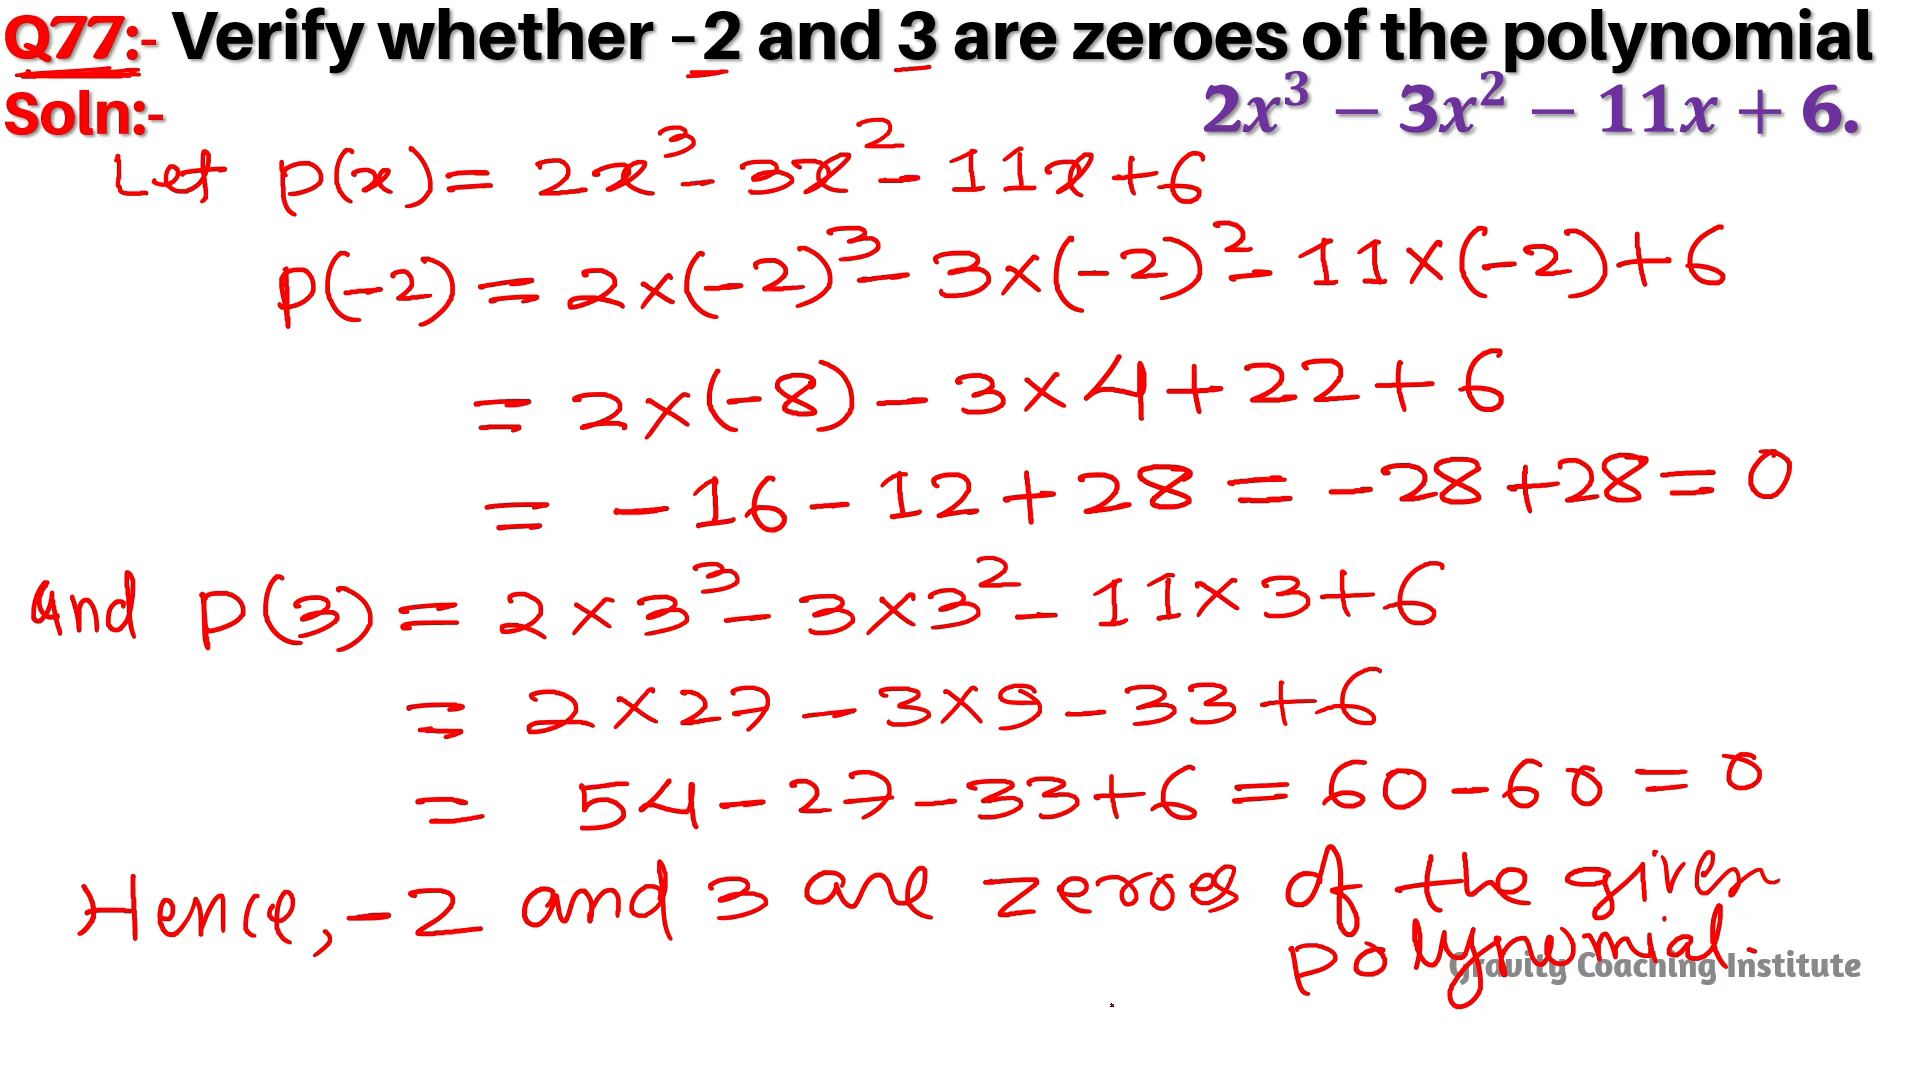 Q77:- Verify whether -2 and 3 are zeroes of the polynomial
Soln:- 2x³ − 3x² − 11x + 6.
Let p(x) = 2x³ - 3x² - 11x + 6
p(-2) = 2×(-2)³ - 3×(-2)² - 11×(-2) + 6
= 2×(-8) - 3×4 + 22 + 6
= -16 - 12 + 28 = -28 + 28 = 0
and p(3) = 2×3³ - 3×3² - 11×3 + 6
= 2×27 - 3×9 - 33 + 6
= 54 - 27 - 33 + 6 = 60 - 60 = 0
Hence, -2 and 3 are zeroes of the given
polynomial.
Gravity Coaching Institute